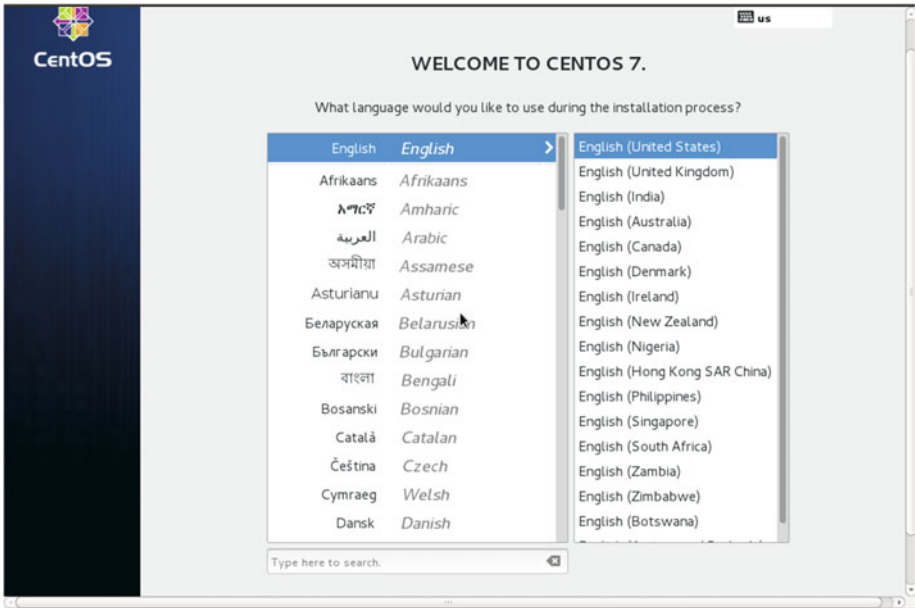 us
CentOS
WELCOME TO CENTOS 7.
What language would you like to use during the installation process?
English English
Afrikaans Afrikaans
አማርኛ Amharic
العربية Arabic
অসমীয়া Assamese
Asturianu Asturian
Беларуская Belarusian
Български Bulgarian
বাংলা Bengali
Bosanski Bosnian
Català Catalan
Čeština Czech
Cymraeg Welsh
Dansk Danish
English (United States)
English (United Kingdom)
English (India)
English (Australia)
English (Canada)
English (Denmark)
English (Ireland)
English (New Zealand)
English (Nigeria)
English (Hong Kong SAR China)
English (Philippines)
English (Singapore)
English (South Africa)
English (Zambia)
English (Zimbabwe)
English (Botswana)
Type here to search.